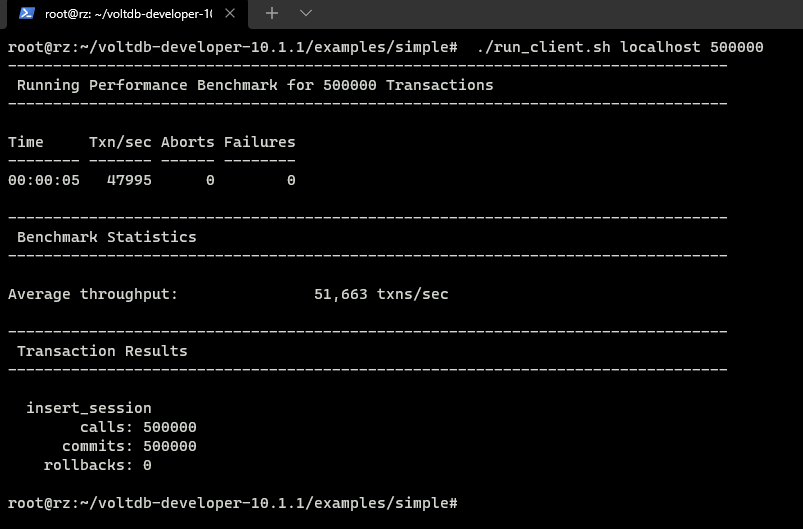 root@rz: ~/voltdb-developer-10
root@rz:~/voltdb-developer-10.1.1/examples/simple#  ./run_client.sh localhost 500000
--------------------------------------------------------------------------------
 Running Performance Benchmark for 500000 Transactions
--------------------------------------------------------------------------------
Time     Txn/sec Aborts Failures
-------- ------- ------ --------
00:00:05   47995      0        0
--------------------------------------------------------------------------------
 Benchmark Statistics
--------------------------------------------------------------------------------
Average throughput:               51,663 txns/sec
--------------------------------------------------------------------------------
 Transaction Results
--------------------------------------------------------------------------------
  insert_session
        calls: 500000
      commits: 500000
    rollbacks: 0
root@rz:~/voltdb-developer-10.1.1/examples/simple#